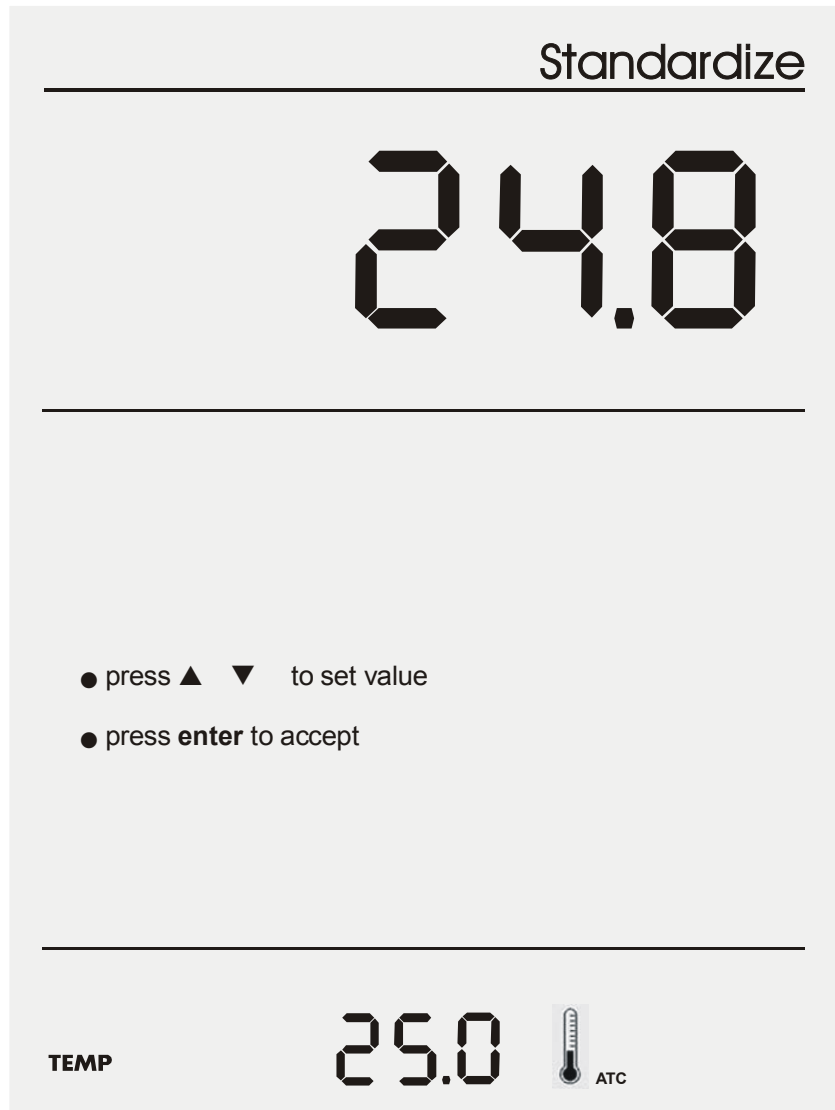 Standardize
24.8
● press ▲ ▼ to set value
● press enter to accept
TEMP 25.0 ATC